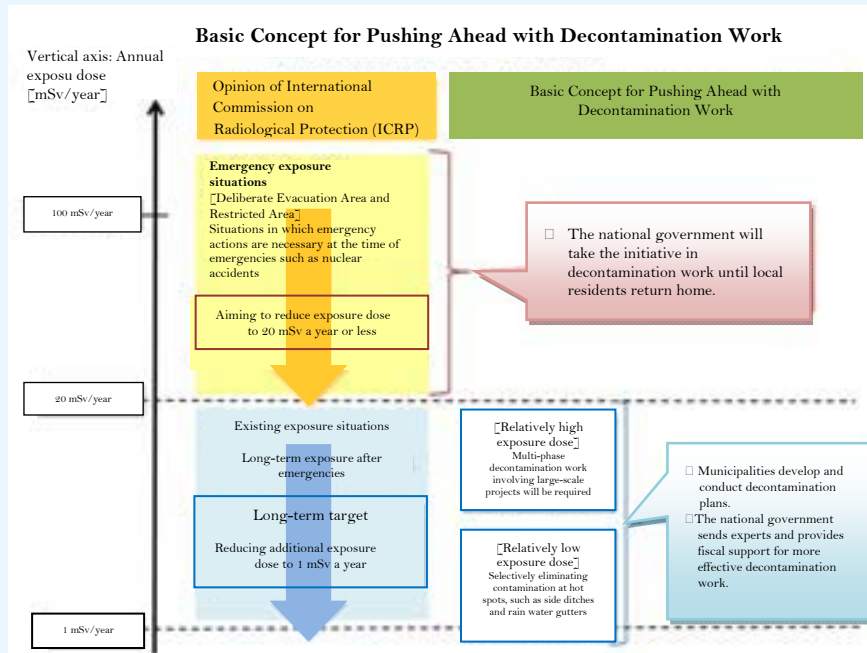 Basic Concept for Pushing Ahead with Decontamination Work
Vertical axis: Annual
exposu dose
[mSv/year]
Opinion of International
Commission on
Radiological Protection (ICRP)
Basic Concept for Pushing Ahead with
Decontamination Work
Emergency exposure
situations
[Deliberate Evacuation Area and
Restricted Area]
Situations in which emergency
actions are necessary at the time of
emergencies such as nuclear
accidents
100 mSv/year
□ The national government will
take the initiative in
decontamination work until local
residents return home.
Aiming to reduce exposure dose
to 20 mSv a year or less
20 mSv/year
Existing exposure situations
Long-term exposure after
emergencies
Long-term target
Reducing additional exposure
dose to 1 mSv a year
[Relatively high
exposure dose]
Multi-phase
decontamination work
involving large-scale
projects will be required
[Relatively low
exposure dose]
Selectively eliminating
contamination at hot
spots, such as side ditches
and rain water gutters
□ Municipalities develop and
conduct decontamination
plans.
□The national government
sends experts and provides
fiscal support for more
effective decontamination
work.
1 mSv/year